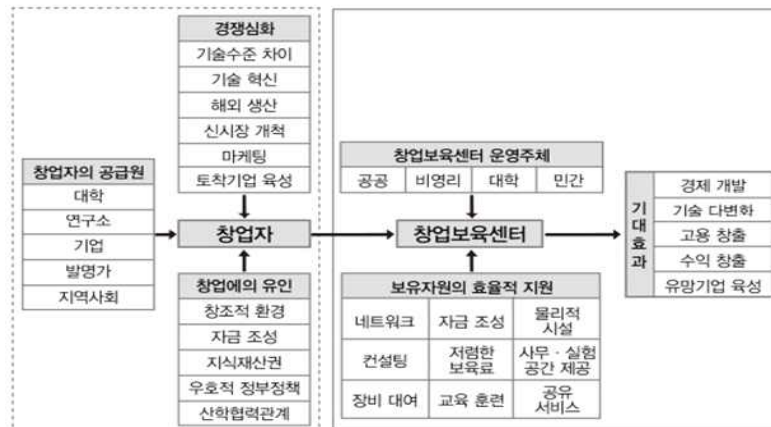 경쟁심화
기술수준 차이
기술 혁신
해외 생산
신시장 개척
마케팅
토착기업 육성
창업자의 공급원
대학
연구소
기업
발명가
지역사회
창업자
창업에의 유인
창조적 환경
자금 조성
지식재산권
우호적 정부정책
산학협력관계
창업보육센터 운영주체
공공 비영리 대학 민간
창업보육센터
보유자원의 효율적 지원
네트워크 자금 조성 물리적
시설
컨설팅 저렴한
보육료 사무 · 실험
공간 제공
장비 대여 교육 훈련 공유
서비스
기대효과
경제 개발
기술 다변화
고용 창출
수익 창출
유망기업 육성